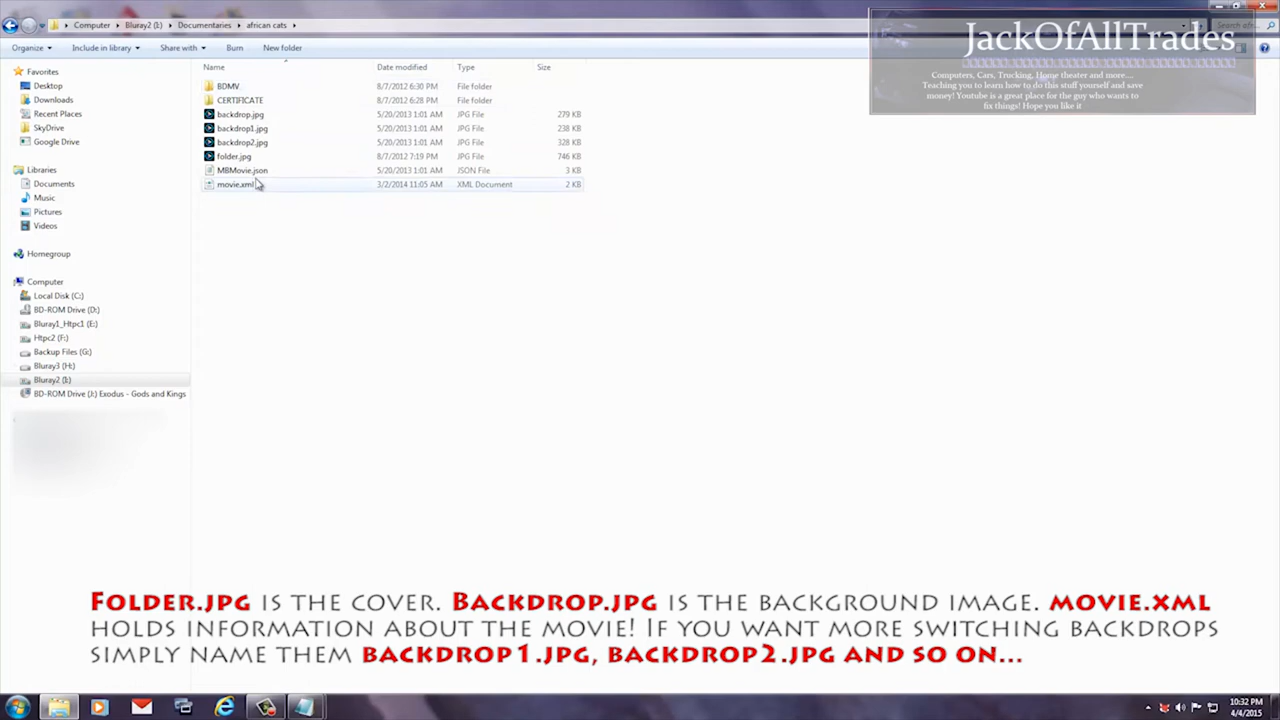 Computer ▸ Bluray2 (I:) ▸ Documentaries ▸ african cats ▸
Organize ▾ Include in library ▾ Share with ▾ Burn New folder
Favorites
Desktop
Downloads
Recent Places
SkyDrive
Google Drive
Libraries
Documents
Music
Pictures
Videos
Homegroup
Computer
Local Disk (C:)
BD-ROM Drive (D:)
Bluray1_Htpc1 (E:)
Htpc2 (F:)
Backup Files (G:)
Bluray3 (H:)
Bluray2 (I:)
BD-ROM Drive (J:) Exodus - Gods and Kings
Name Date modified Type Size
BDMV 8/7/2012 6:30 PM File folder
CERTIFICATE 8/7/2012 6:28 PM File folder
backdrop.jpg 5/20/2013 1:01 AM JPG File 279 KB
backdrop1.jpg 5/20/2013 1:01 AM JPG File 238 KB
backdrop2.jpg 5/20/2013 1:01 AM JPG File 328 KB
folder.jpg 8/7/2012 7:19 PM JPG File 746 KB
MBMovie.json 5/20/2013 1:01 AM JSON File 3 KB
movie.xml 3/2/2014 11:05 AM XML Document 2 KB
JackOfAllTrades
Computers, Cars, Trucking, Home theater and more....
Teaching you to learn how to do this stuff yourself and save
money! Youtube is a great place for the guy who wants to
fix things! Hope you like it
Folder.jpg is the cover. Backdrop.jpg is the background image. movie.xml
holds information about the movie! If you want more switching backdrops
simply name them backdrop1.jpg, backdrop2.jpg and so on...
10:32 PM
4/4/2015